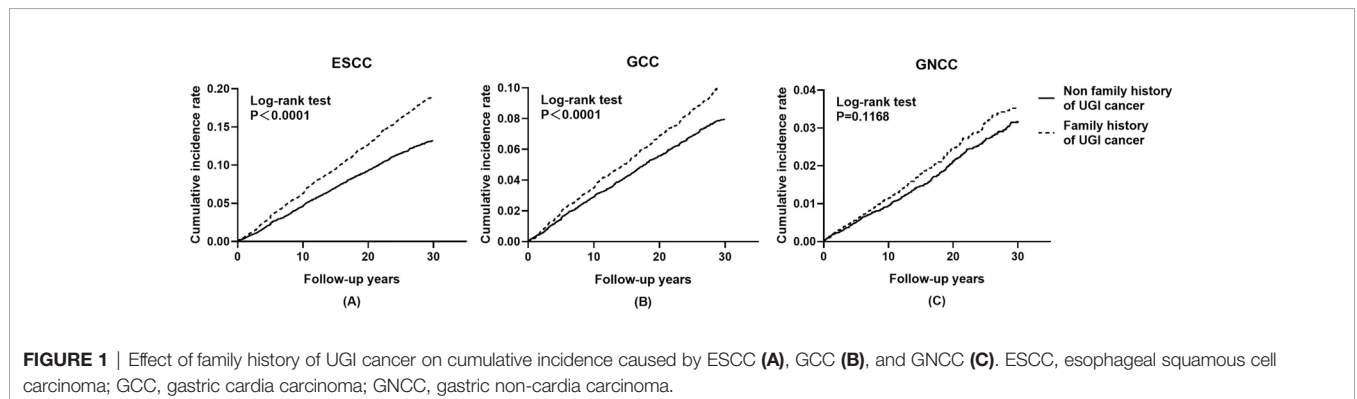 ESCC
Log-rank test
P<0.0001
Cumulative incidence rate
0.20
0.15
0.10
0.05
0.00
0
10
20
30
Follow-up years
(A)
GCC
Log-rank test
P<0.0001
Cumulative incidence rate
0.10
0.08
0.06
0.04
0.02
0.00
0
10
20
30
Follow-up years
(B)
GNCC
Log-rank test
P=0.1168
Cumulative incidence rate
0.04
0.03
0.02
0.01
0.00
0
10
20
30
Follow-up years
(C)
Non family history
of UGI cancer
Family history
of UGI cancer
FIGURE 1 | Effect of family history of UGI cancer on cumulative incidence caused by ESCC (A), GCC (B), and GNCC (C). ESCC, esophageal squamous cell
carcinoma; GCC, gastric cardia carcinoma; GNCC, gastric non-cardia carcinoma.